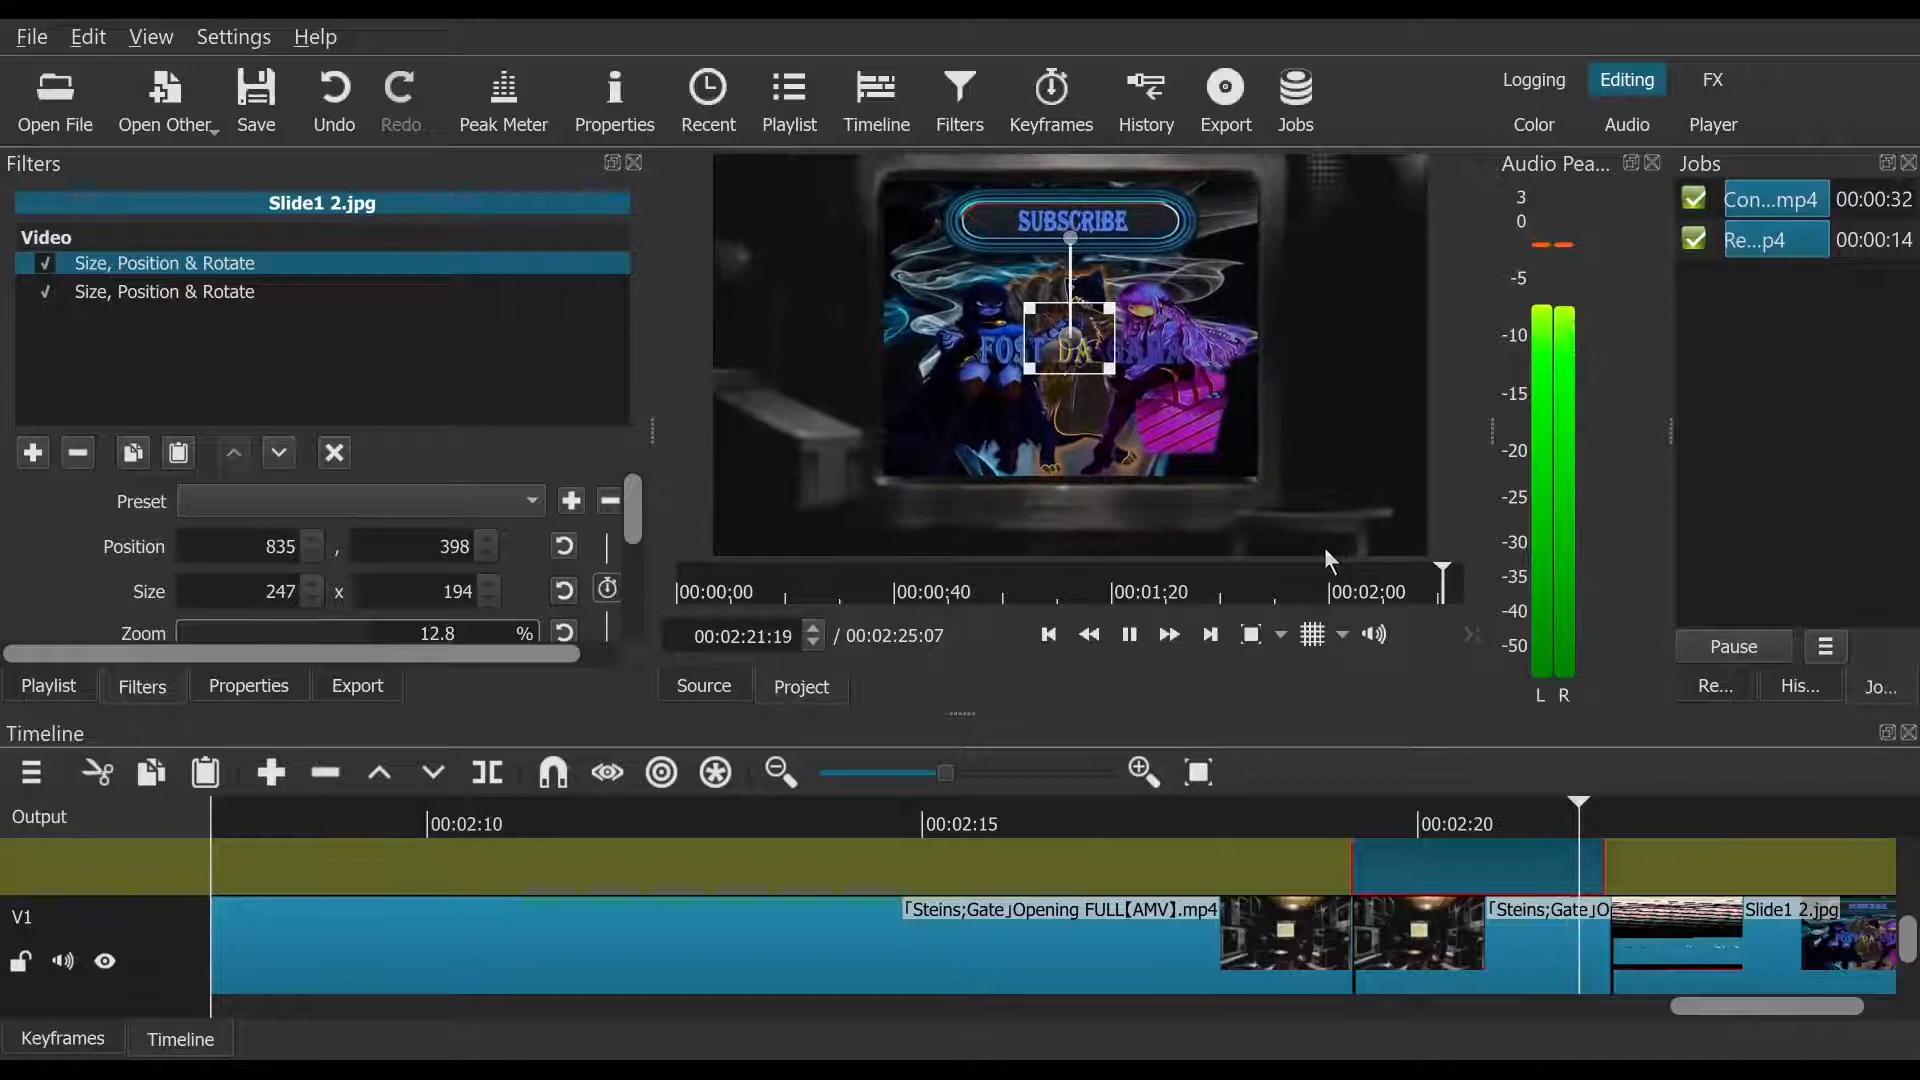 File Edit View Settings Help
Open File Open Other... Save Undo Redo Peak Meter Properties Recent Playlist Timeline Filters Keyframes History Export Jobs
Logging Editing FX
Color Audio Player
Filters
Audio Pea... Jobs
Slide1 2.jpg
Video
Size, Position & Rotate
Size, Position & Rotate
Preset
Position 835 , 398
Size 247 x 194
Zoom 12.8 %
SUBSCRIBE
FOST DA
3
0
-5
-10
-15
-20
-25
-30
-35
-40
-50
L R
Con...mp4 00:00:32
Re...p4 00:00:14
Pause
00:00:00 00:00:40 00:01:20 00:02:00
00:02:21:19 / 00:02:25:07
Playlist Filters Properties Export
Source Project
Re... His... Jo...
Timeline
Output
00:02:10 00:02:15 00:02:20
V1
「Steins;Gate」Opening FULL【AMV】.mp4
「Steins;Gate」O
Slide1 2.jpg
Keyframes Timeline